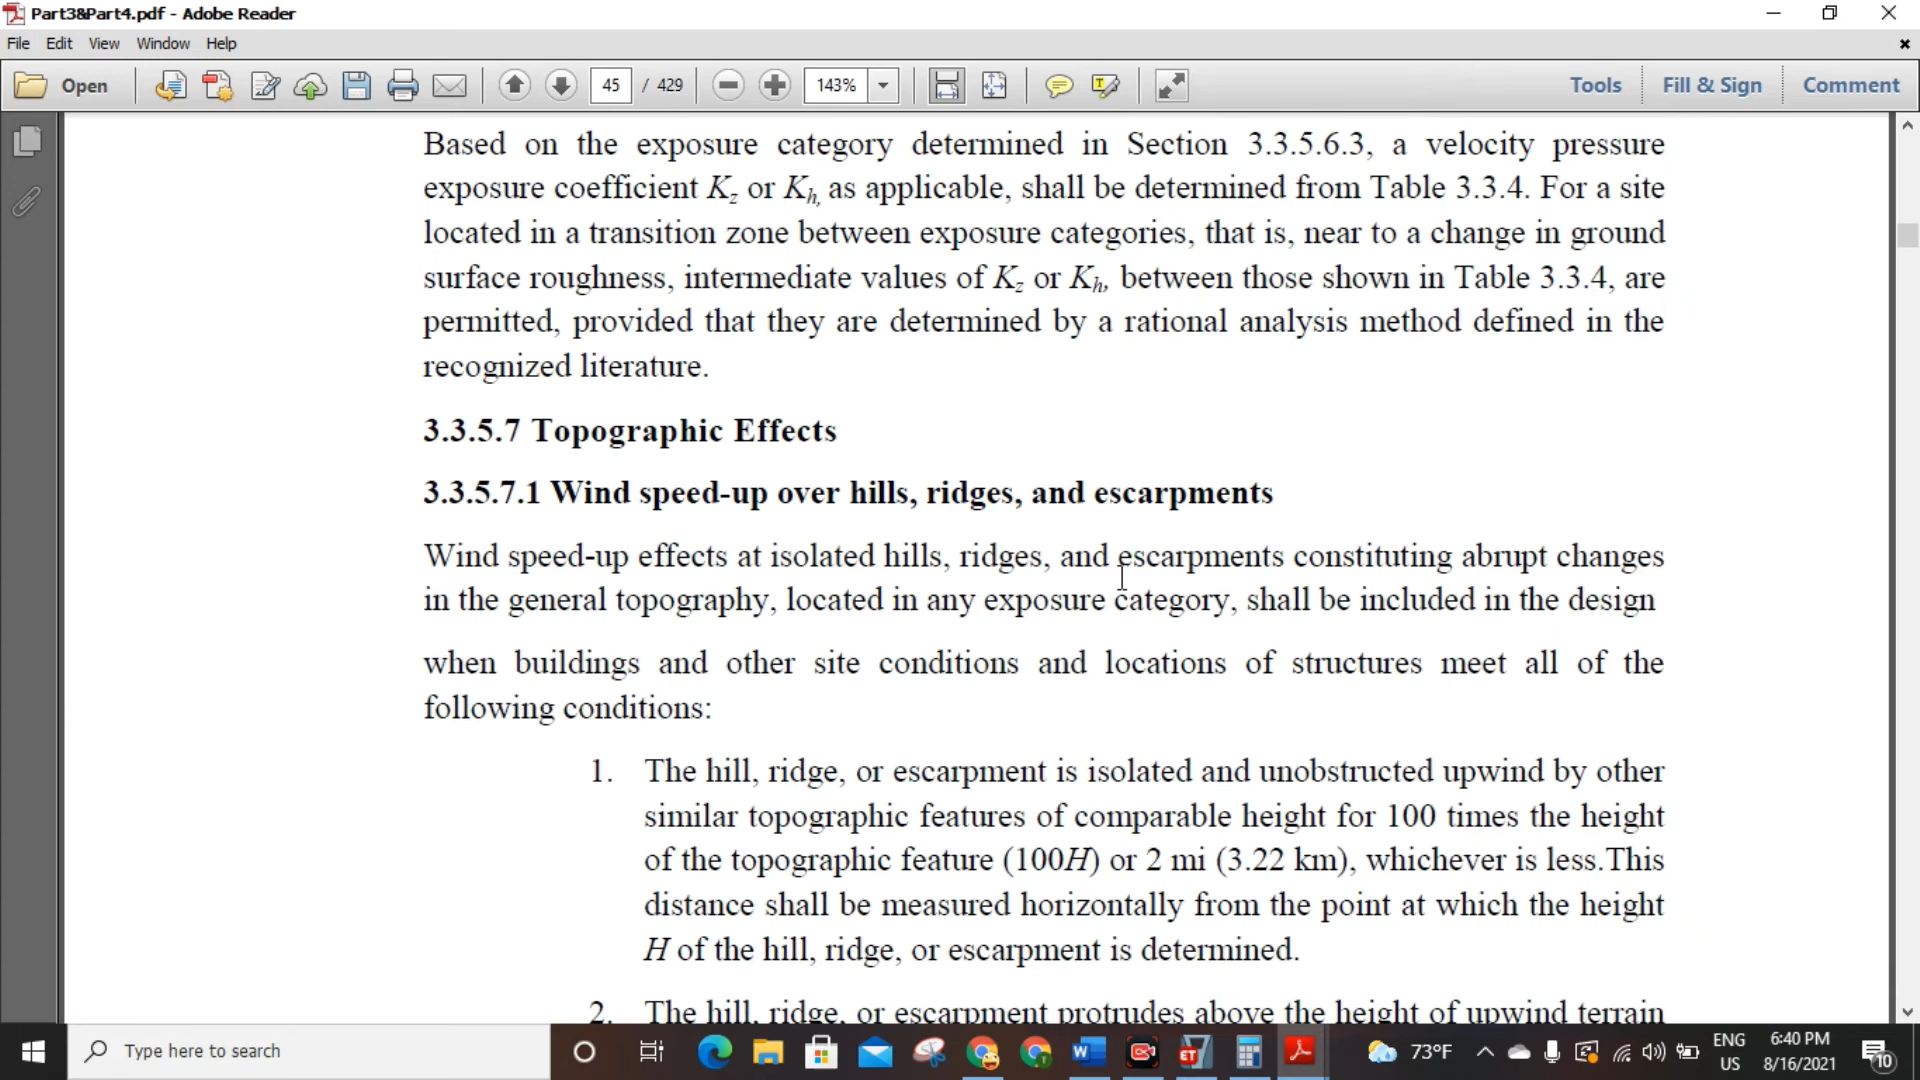 Part3&Part4.pdf - Adobe Reader
File Edit View Window Help
Open 45 / 429 143% Tools Fill & Sign Comment
Based on the exposure category determined in Section 3.3.5.6.3, a velocity pressure
exposure coefficient Kz or Kh, as applicable, shall be determined from Table 3.3.4. For a site
located in a transition zone between exposure categories, that is, near to a change in ground
surface roughness, intermediate values of Kz or Kh, between those shown in Table 3.3.4, are
permitted, provided that they are determined by a rational analysis method defined in the
recognized literature.
3.3.5.7 Topographic Effects
3.3.5.7.1 Wind speed-up over hills, ridges, and escarpments
Wind speed-up effects at isolated hills, ridges, and escarpments constituting abrupt changes
in the general topography, located in any exposure category, shall be included in the design
when buildings and other site conditions and locations of structures meet all of the
following conditions:
1. The hill, ridge, or escarpment is isolated and unobstructed upwind by other
similar topographic features of comparable height for 100 times the height
of the topographic feature (100H) or 2 mi (3.22 km), whichever is less.This
distance shall be measured horizontally from the point at which the height
H of the hill, ridge, or escarpment is determined.
2. The hill, ridge, or escarpment protrudes above the height of upwind terrain
Type here to search
ET
73°F
ENG
US
6:40 PM
8/16/2021
10